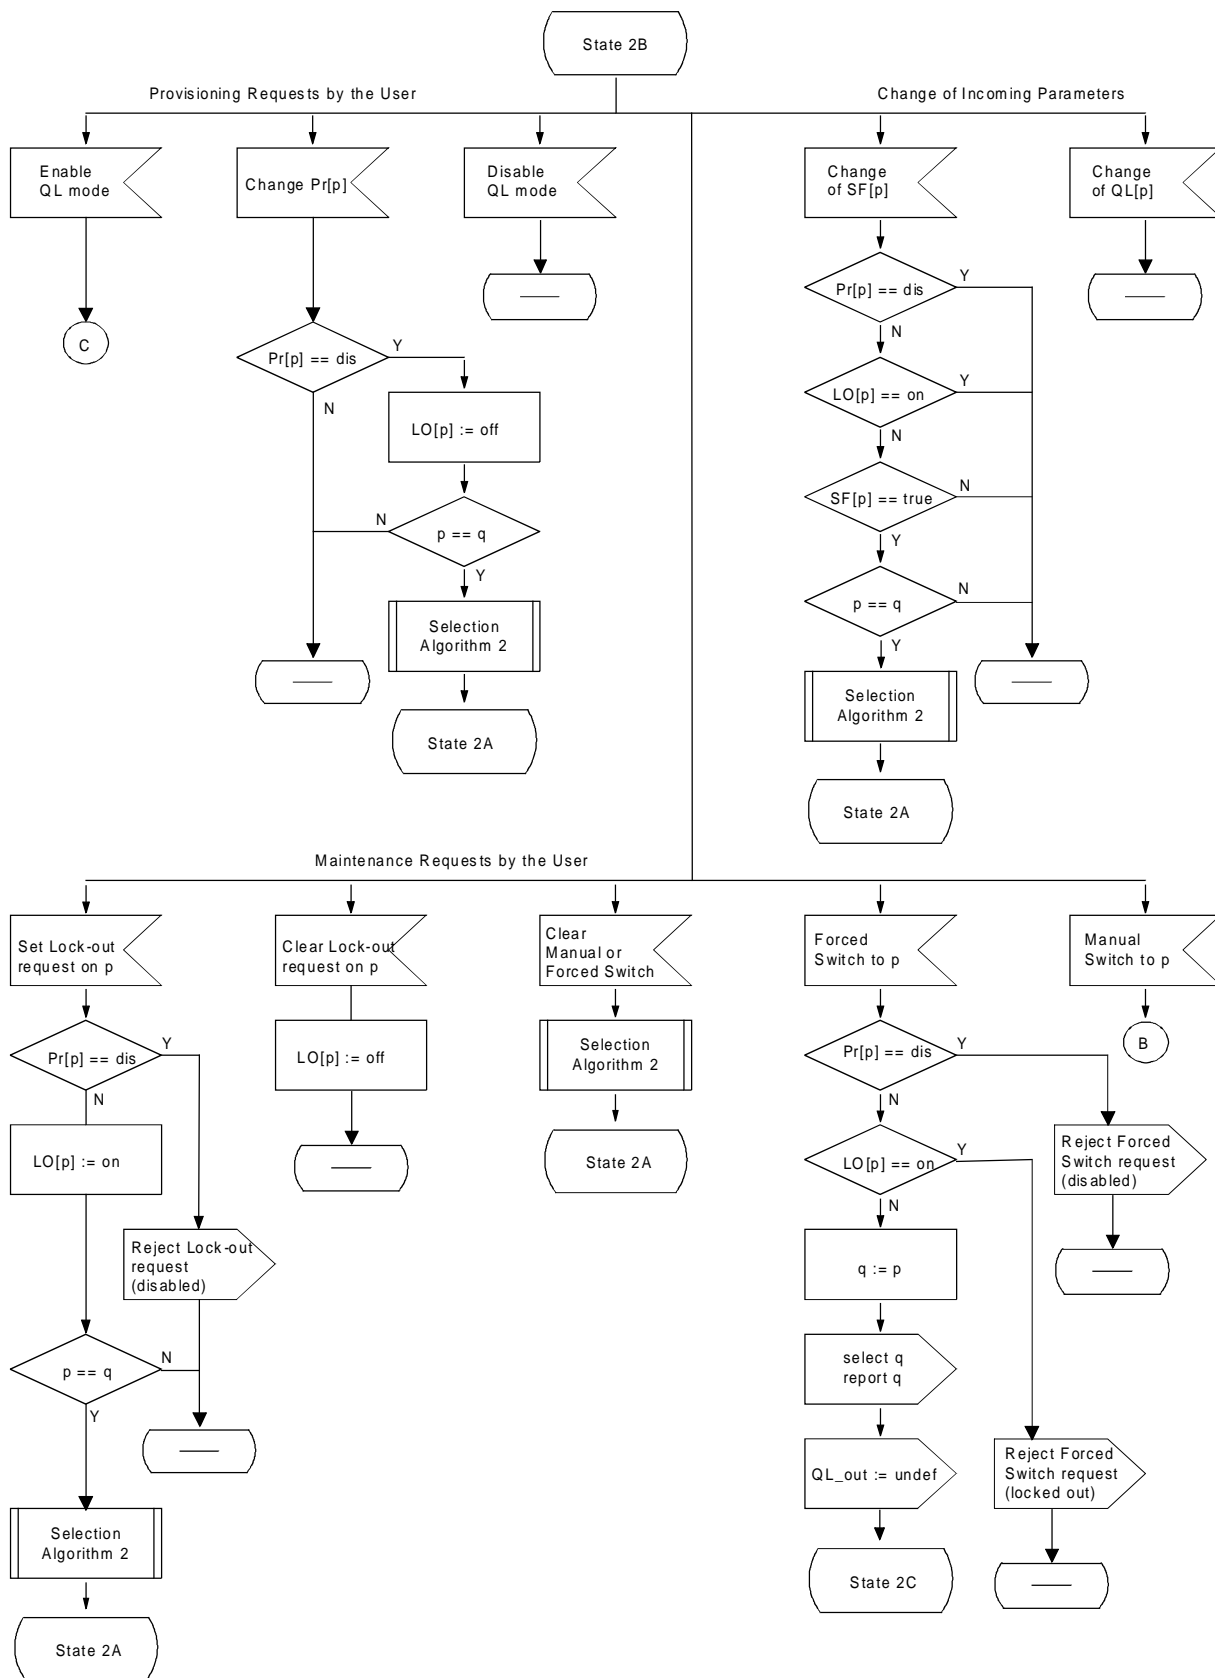 State 2B
Provisioning Requests by the User
Change of Incoming Parameters
Enable
QL mode
Change Pr[p]
Disable
QL mode
Change
of SF[p]
Change
of QL[p]
C
Pr[p] == dis
Y
N
LO[p] := off
p == q
N
Y
Selection
Algorithm 2
State 2A
Pr[p] == dis
Y
N
LO[p] == on
Y
N
SF[p] == true
N
Y
p == q
N
Y
Selection
Algorithm 2
State 2A
Maintenance Requests by the User
Set Lock-out
request on p
Clear Lock-out
request on p
Clear
Manual or
Forced Switch
Forced
Switch to p
Manual
Switch to p
Pr[p] == dis
Y
N
LO[p] := on
Reject Lock-out
request
(disabled)
p == q
N
Y
Selection
Algorithm 2
State 2A
LO[p] := off
Selection
Algorithm 2
State 2A
Pr[p] == dis
Y
N
LO[p] == on
Y
N
q := p
select q
report q
QL_out := undef
State 2C
B
Reject Forced
Switch request
(disabled)
Reject Forced
Switch request
(locked out)